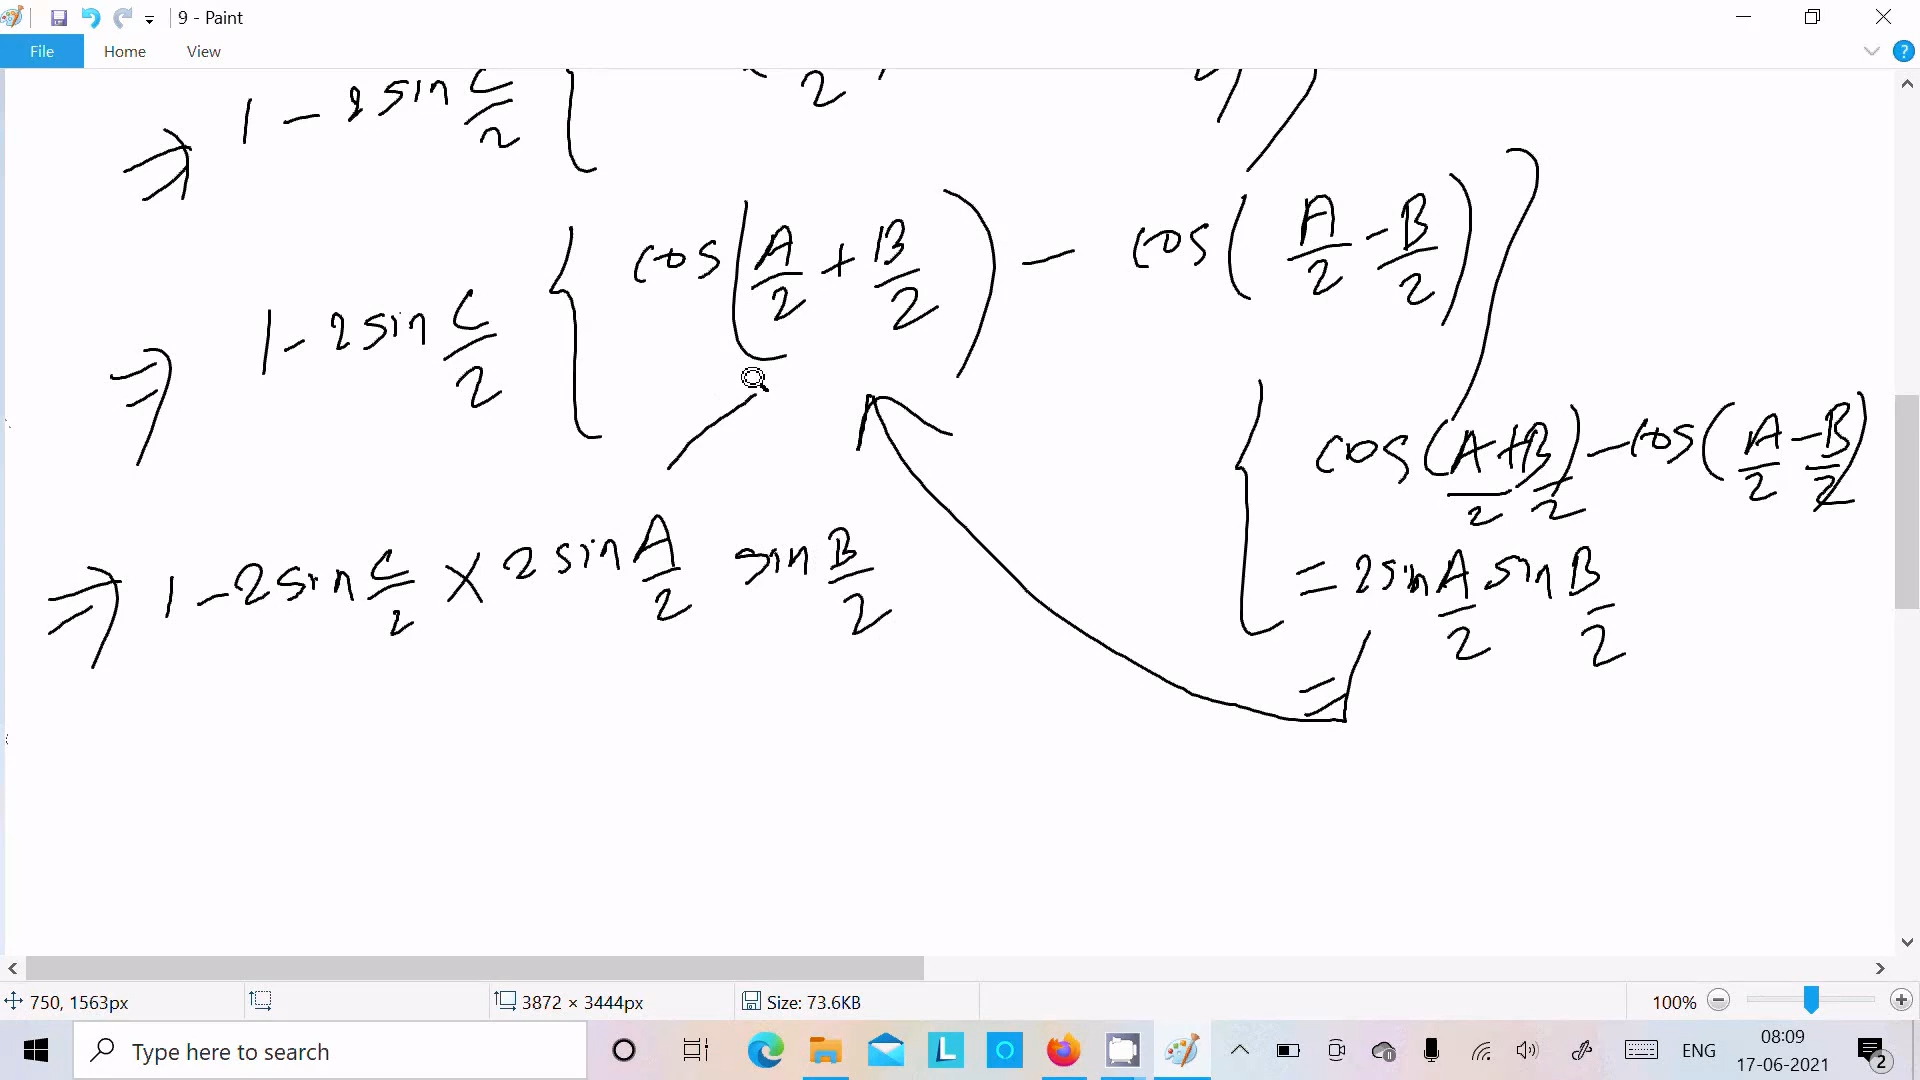 9 - Paint
File Home View
⇒ 1 - 2 sin C/2 {
⇒ 1 - 2 sin C/2 { cos (A/2 + B/2) - cos (A/2 - B/2) }
{ cos (A/2 + B/2) - cos (A/2 - B/2)
= 2 sin A/2 sin B/2
⇒ 1 - 2 sin C/2 × 2 sin A/2 sin B/2
750, 1563px 3872 × 3444px Size: 73.6KB 100%
Type here to search ENG 08:09
17-06-2021 2